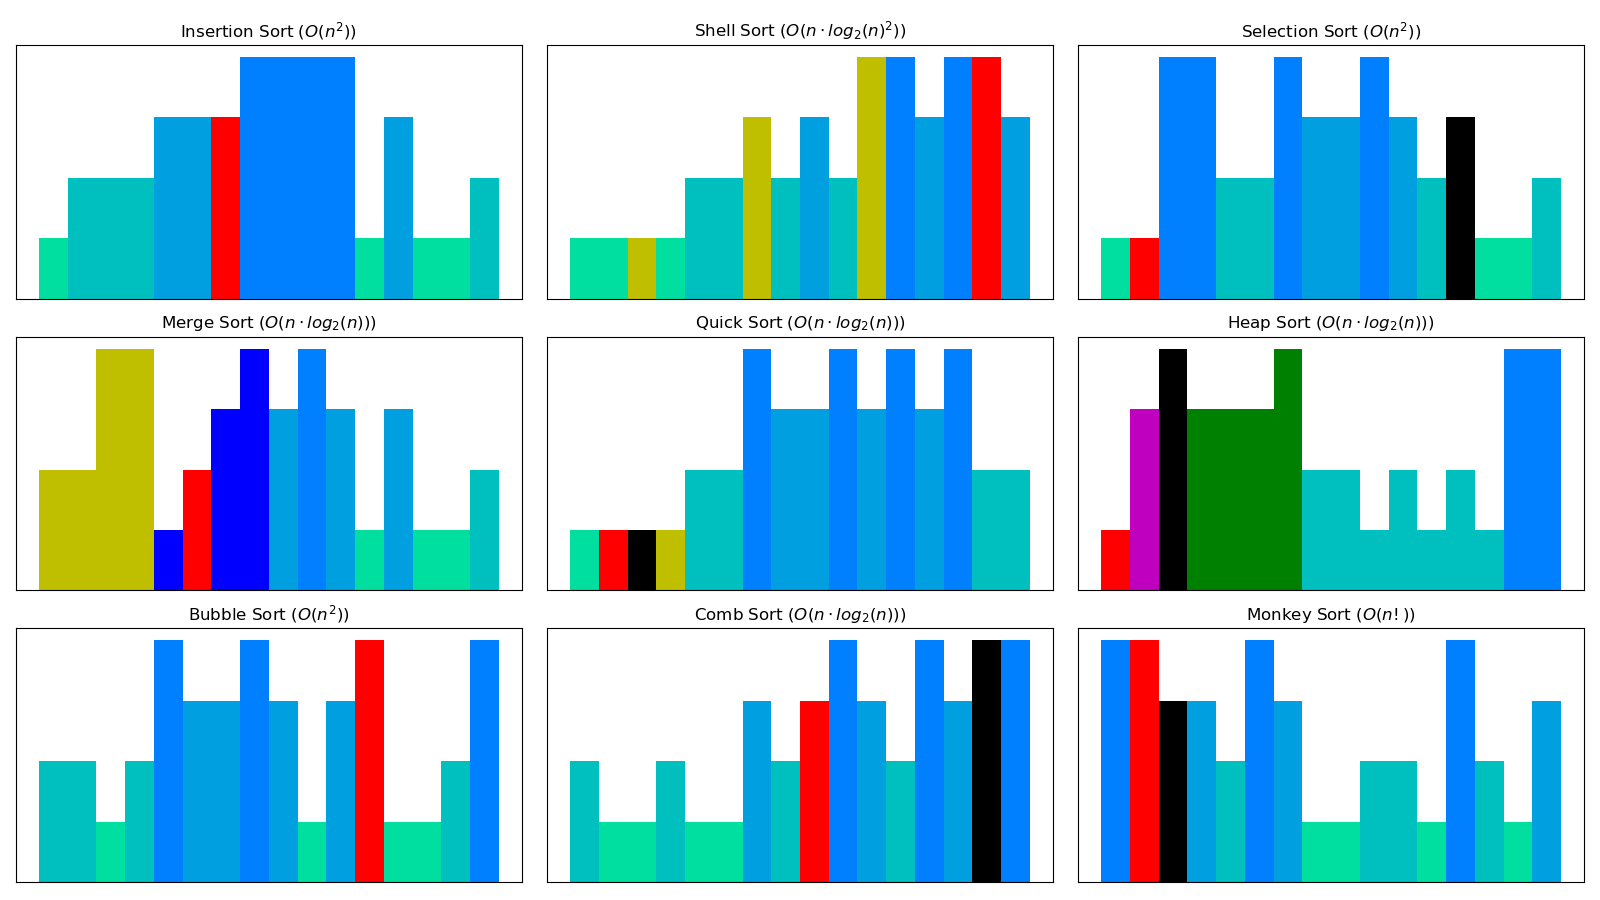 Insertion Sort (O(n²))
Shell Sort (O(n · log₂(n)²))
Selection Sort (O(n²))
Merge Sort (O(n · log₂(n)))
Quick Sort (O(n · log₂(n)))
Heap Sort (O(n · log₂(n)))
Bubble Sort (O(n²))
Comb Sort (O(n · log₂(n)))
Monkey Sort (O(n!))